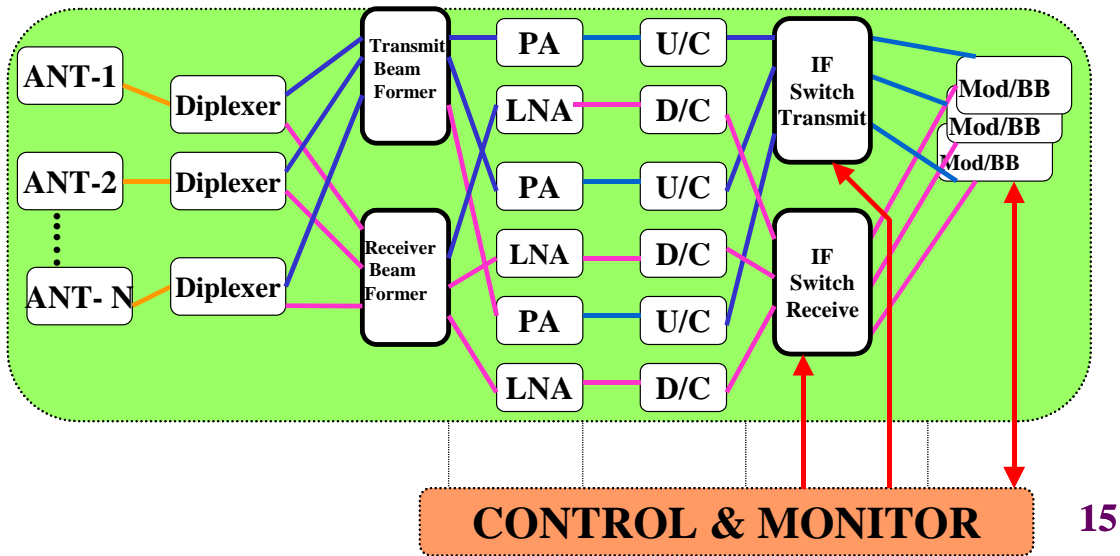 ANT-1
ANT-2
ANT- N
Diplexer
Diplexer
Diplexer
Transmit
Beam
Former
Receiver
Beam
Former
PA
LNA
PA
LNA
PA
LNA
U/C
D/C
U/C
D/C
U/C
D/C
IF
Switch
Transmit
IF
Switch
Receive
Mod/BB
Mod/BB
Mod/BB
CONTROL & MONITOR
15